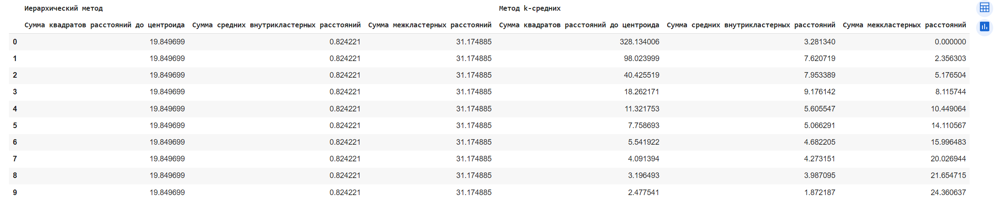 Иерархический метод Метод k-средних
Сумма квадратов расстояний до центроида Сумма средних внутрикластерных расстояний Сумма межкластерных расстояний Сумма квадратов расстояний до центроида Сумма средних внутрикластерных расстояний Сумма межкластерных расстояний
0 19.849699 0.824221 31.174885 328.134006 3.281340 0.000000
1 19.849699 0.824221 31.174885 98.023999 7.620719 2.356303
2 19.849699 0.824221 31.174885 40.425519 7.953389 5.176504
3 19.849699 0.824221 31.174885 18.262171 9.176142 8.115744
4 19.849699 0.824221 31.174885 11.321753 5.605547 10.449064
5 19.849699 0.824221 31.174885 7.758693 5.066291 14.110567
6 19.849699 0.824221 31.174885 5.541922 4.682205 15.996483
7 19.849699 0.824221 31.174885 4.091394 4.273151 20.026944
8 19.849699 0.824221 31.174885 3.196493 3.987095 21.654715
9 19.849699 0.824221 31.174885 2.477541 1.872187 24.360637